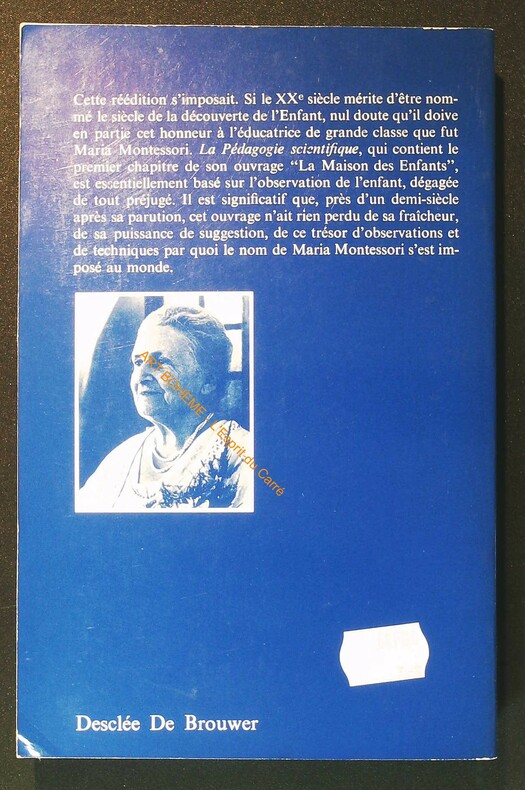 Cette réédition s'imposait. Si le XXe siècle mérite d'être nom-
mé le siècle de la découverte de l'Enfant, nul doute qu'il doive
en partie cet honneur à l'éducatrice de grande classe que fut
Maria Montessori. La Pédagogie scientifique, qui contient le
premier chapitre de son ouvrage "La Maison des Enfants",
est essentiellement basé sur l'observation de l'enfant, dégagée
de tout préjugé. Il est significatif que, près d'un demi-siècle
après sa parution, cet ouvrage n'ait rien perdu de sa fraîcheur,
de sa puissance de suggestion, de ce trésor d'observations et
de techniques par quoi le nom de Maria Montessori s'est im-
posé au monde.
ART BOHEME - L'Esprit du Carré
Desclée De Brouwer